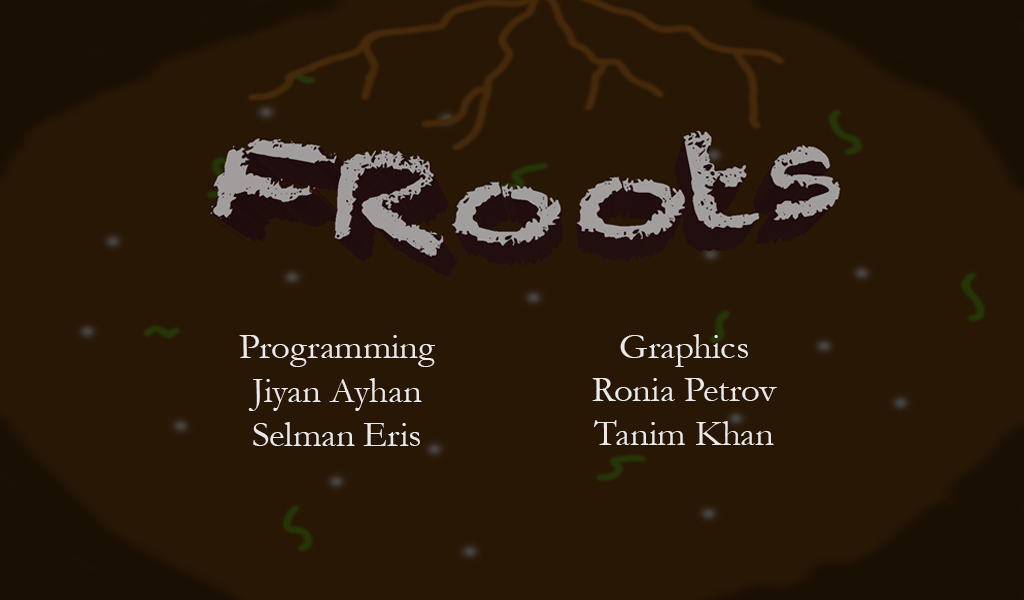 FRoots
Programming
Jiyan Ayhan
Selman Eris
Graphics
Ronia Petrov
Tanim Khan